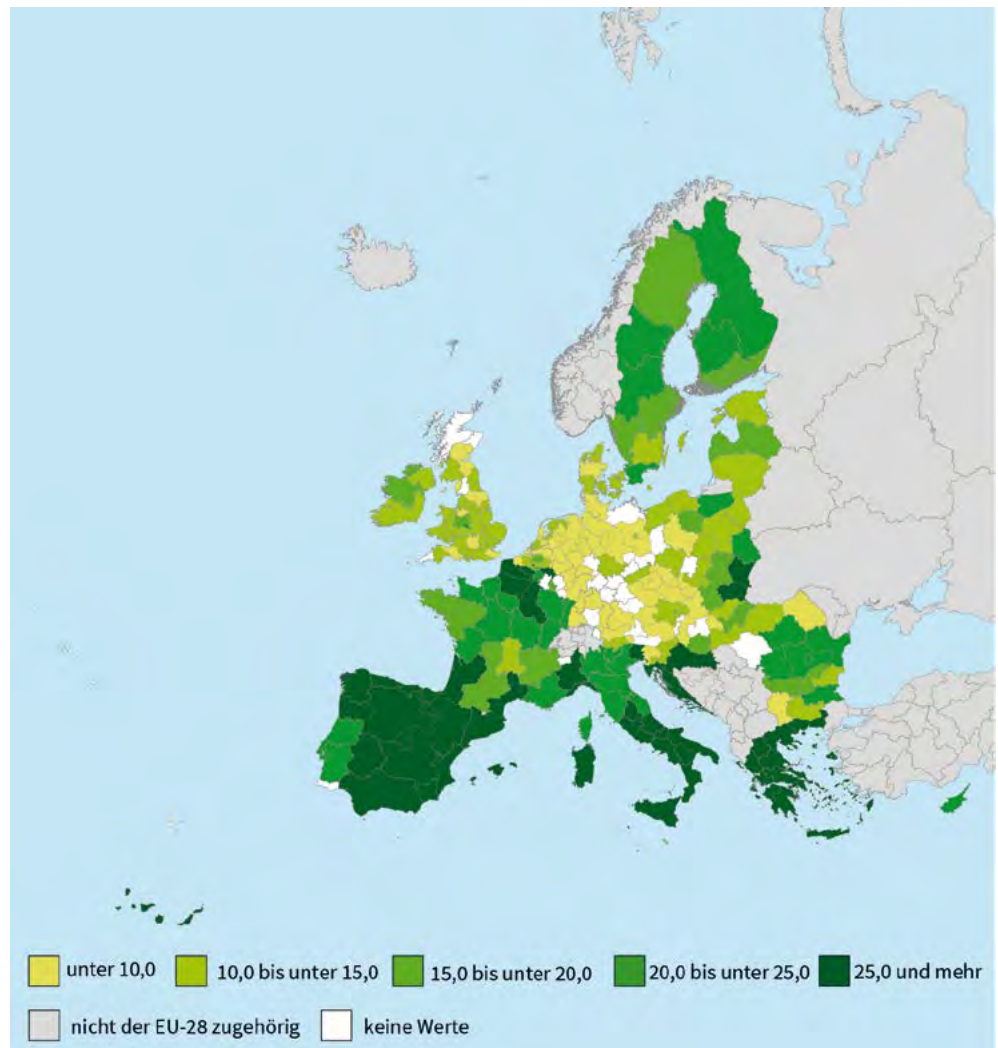 unter 10,0 10,0 bis unter 15,0 15,0 bis unter 20,0 20,0 bis unter 25,0 25,0 und mehr
nicht der EU-28 zugehörig keine Werte